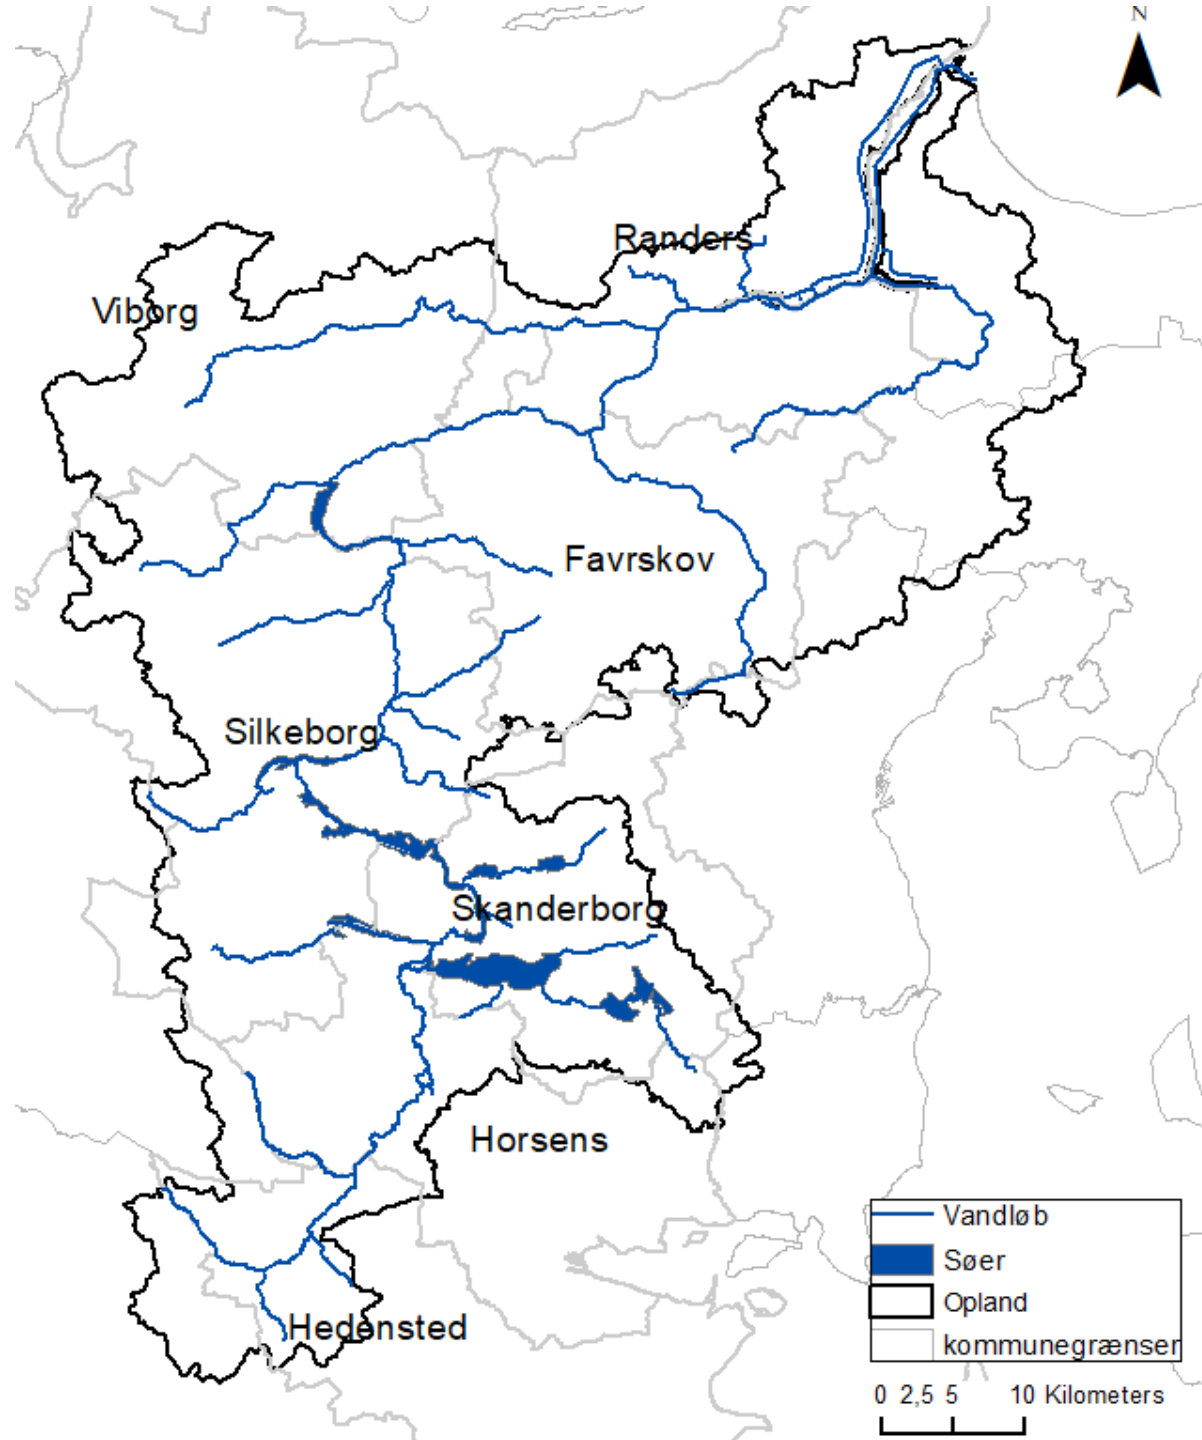 N
Randers
Viborg
Favrskov
Silkeborg
Skanderborg
Horsens
Hedensted
Vandløb
Søer
Opland
kommunegrænser
0 2,5 5 10 Kilometers